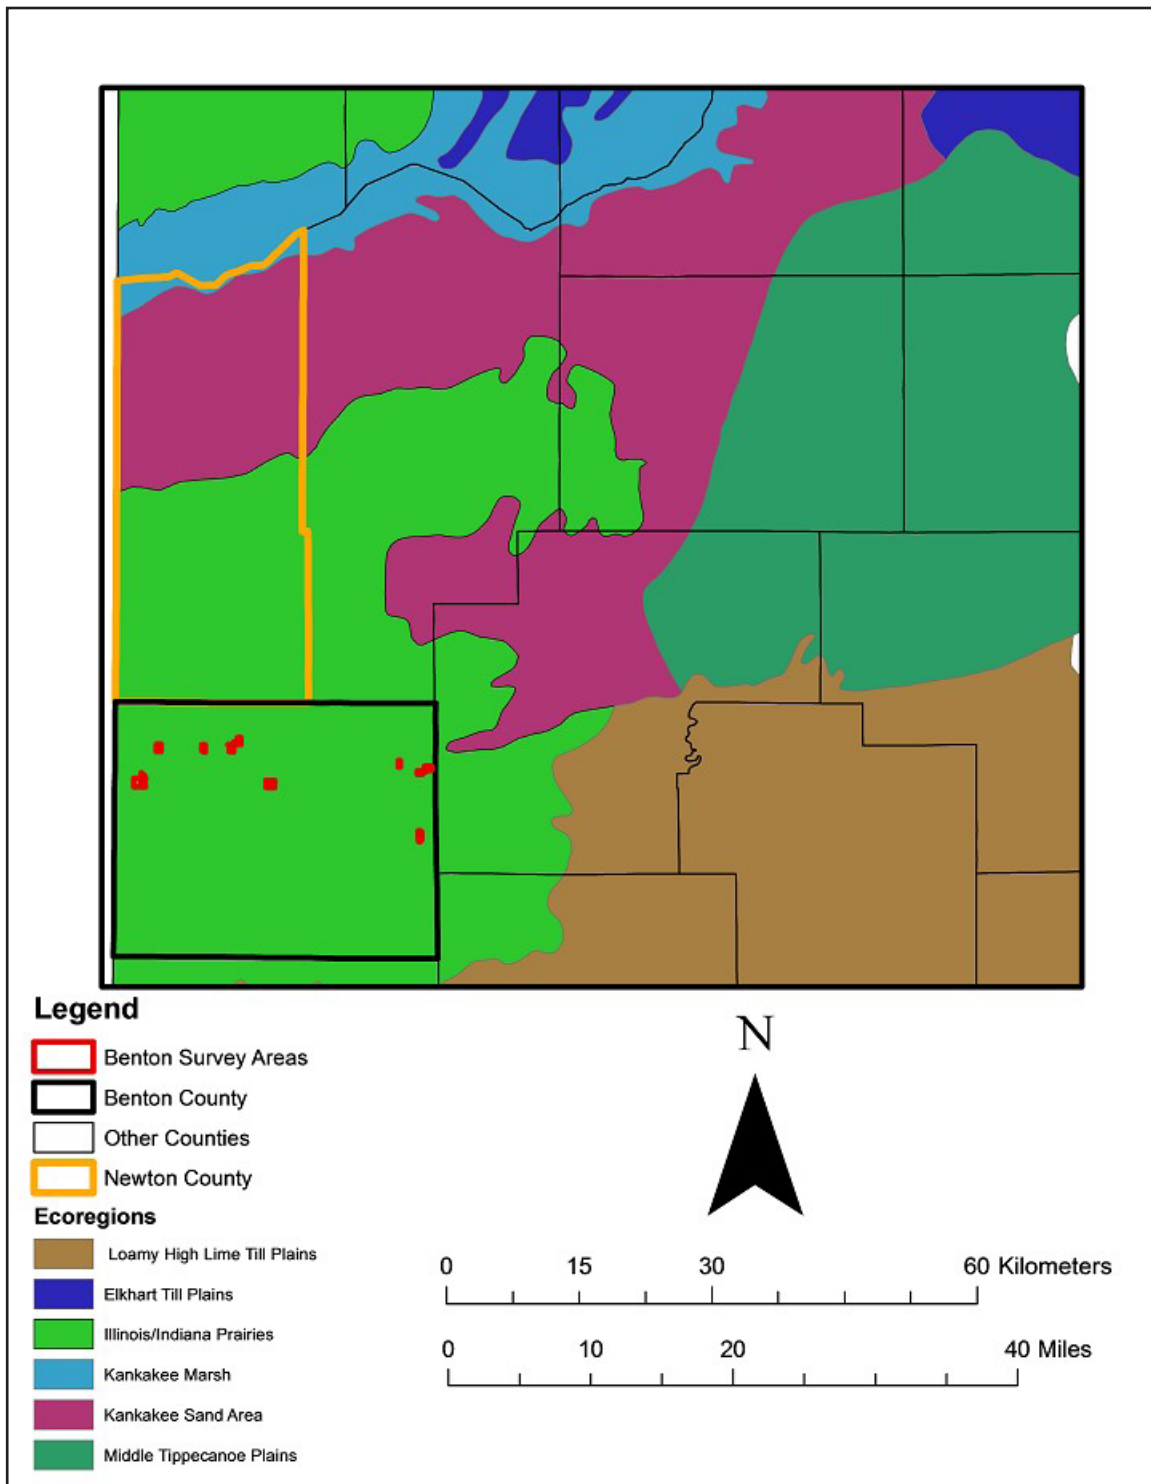 Legend
Benton Survey Areas
Benton County
Other Counties
Newton County
Ecoregions
Loamy High Lime Till Plains
Elkhart Till Plains
Illinois/Indiana Prairies
Kankakee Marsh
Kankakee Sand Area
Middle Tippecanoe Plains
N
0 15 30 60 Kilometers
0 10 20 40 Miles